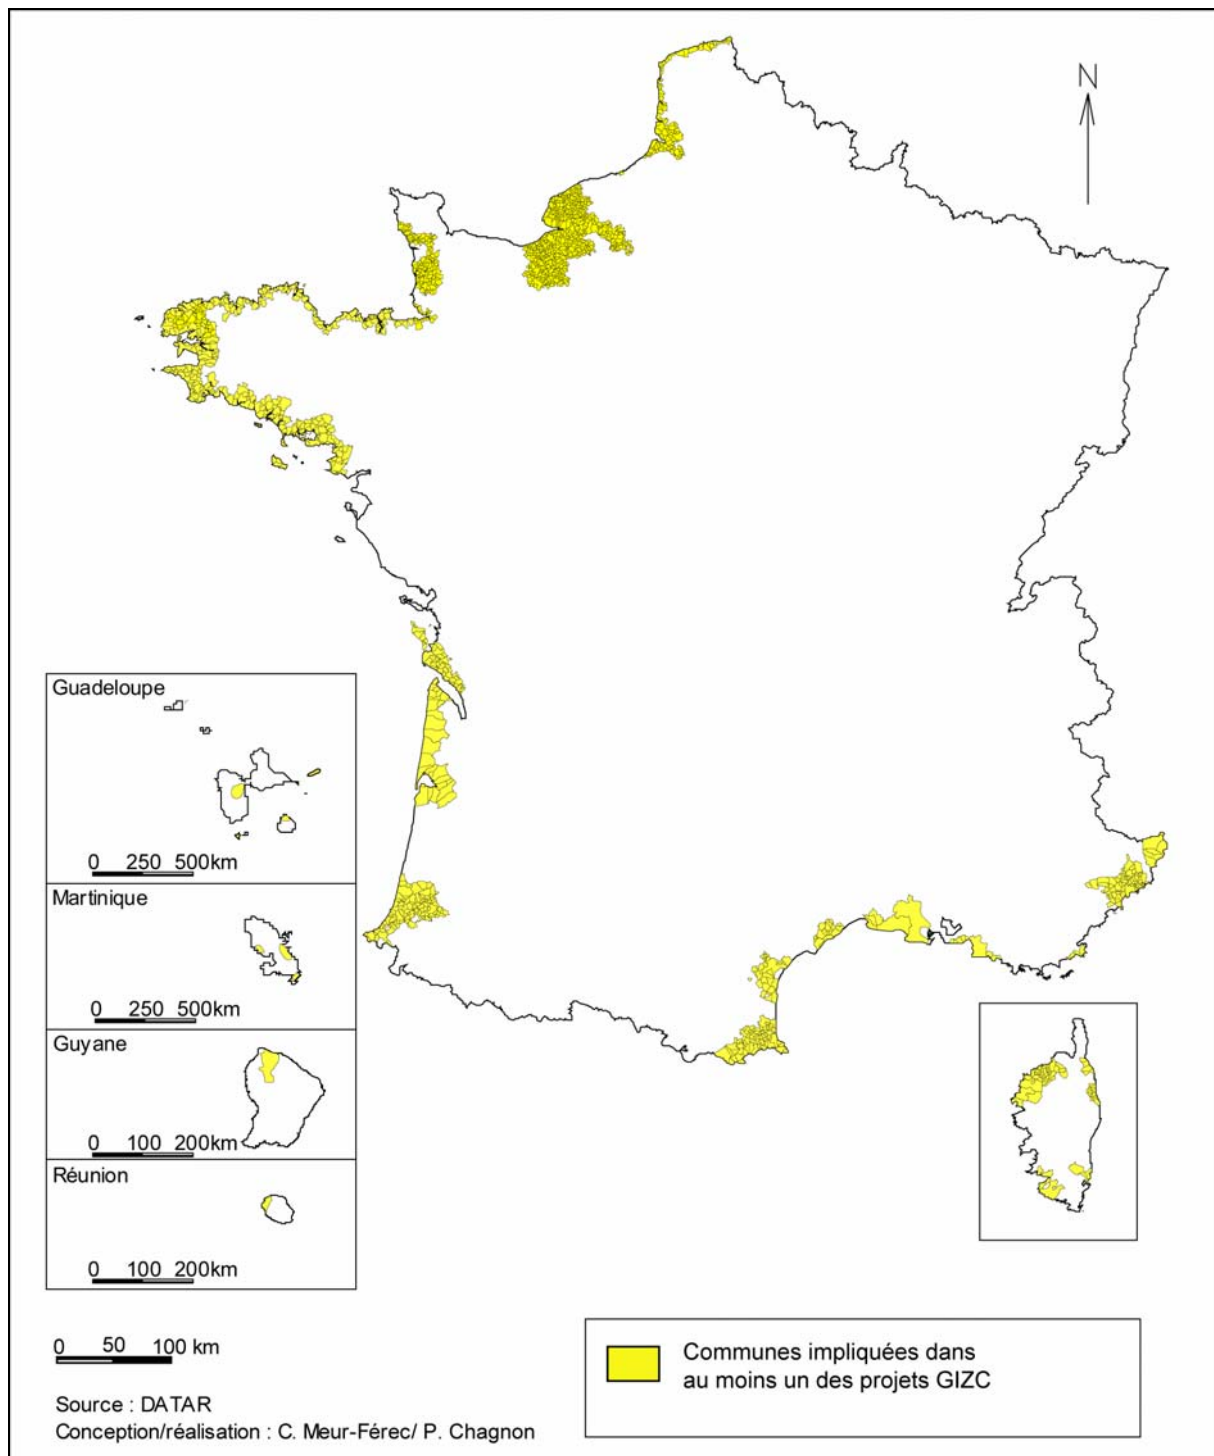 N
Guadeloupe
0 250 500km
Martinique
0 250 500km
Guyane
0 100 200km
Réunion
0 100 200km
0 50 100 km
Communes impliquées dans
au moins un des projets GIZC
Source : DATAR
Conception/réalisation : C. Meur-Férec/ P. Chagnon